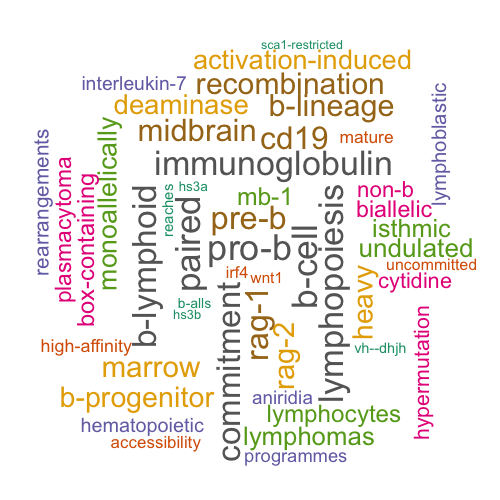 sca1-restricted
activation-induced
interleukin-7
recombination
deaminase
b-lineage
midbrain
cd19
mature
lymphoblastic
immunoglobulin
rearrangements
plasmacytoma
box-containing
monoallelically
b-lymphoid
reaches
hs3a
paired
mb-1
non-b
biallelic
pre-b
isthmic
pro-b
undulated
b-cell
lymphopoiesis
uncommitted
irf4
wnt1
cytidine
heavy
b-alls
hs3b
commitment
rag-1
rag-2
high-affinity
vh--dhjh
hypermutation
marrow
b-progenitor
aniridia
lymphocytes
hematopoietic
lymphomas
accessibility
programmes